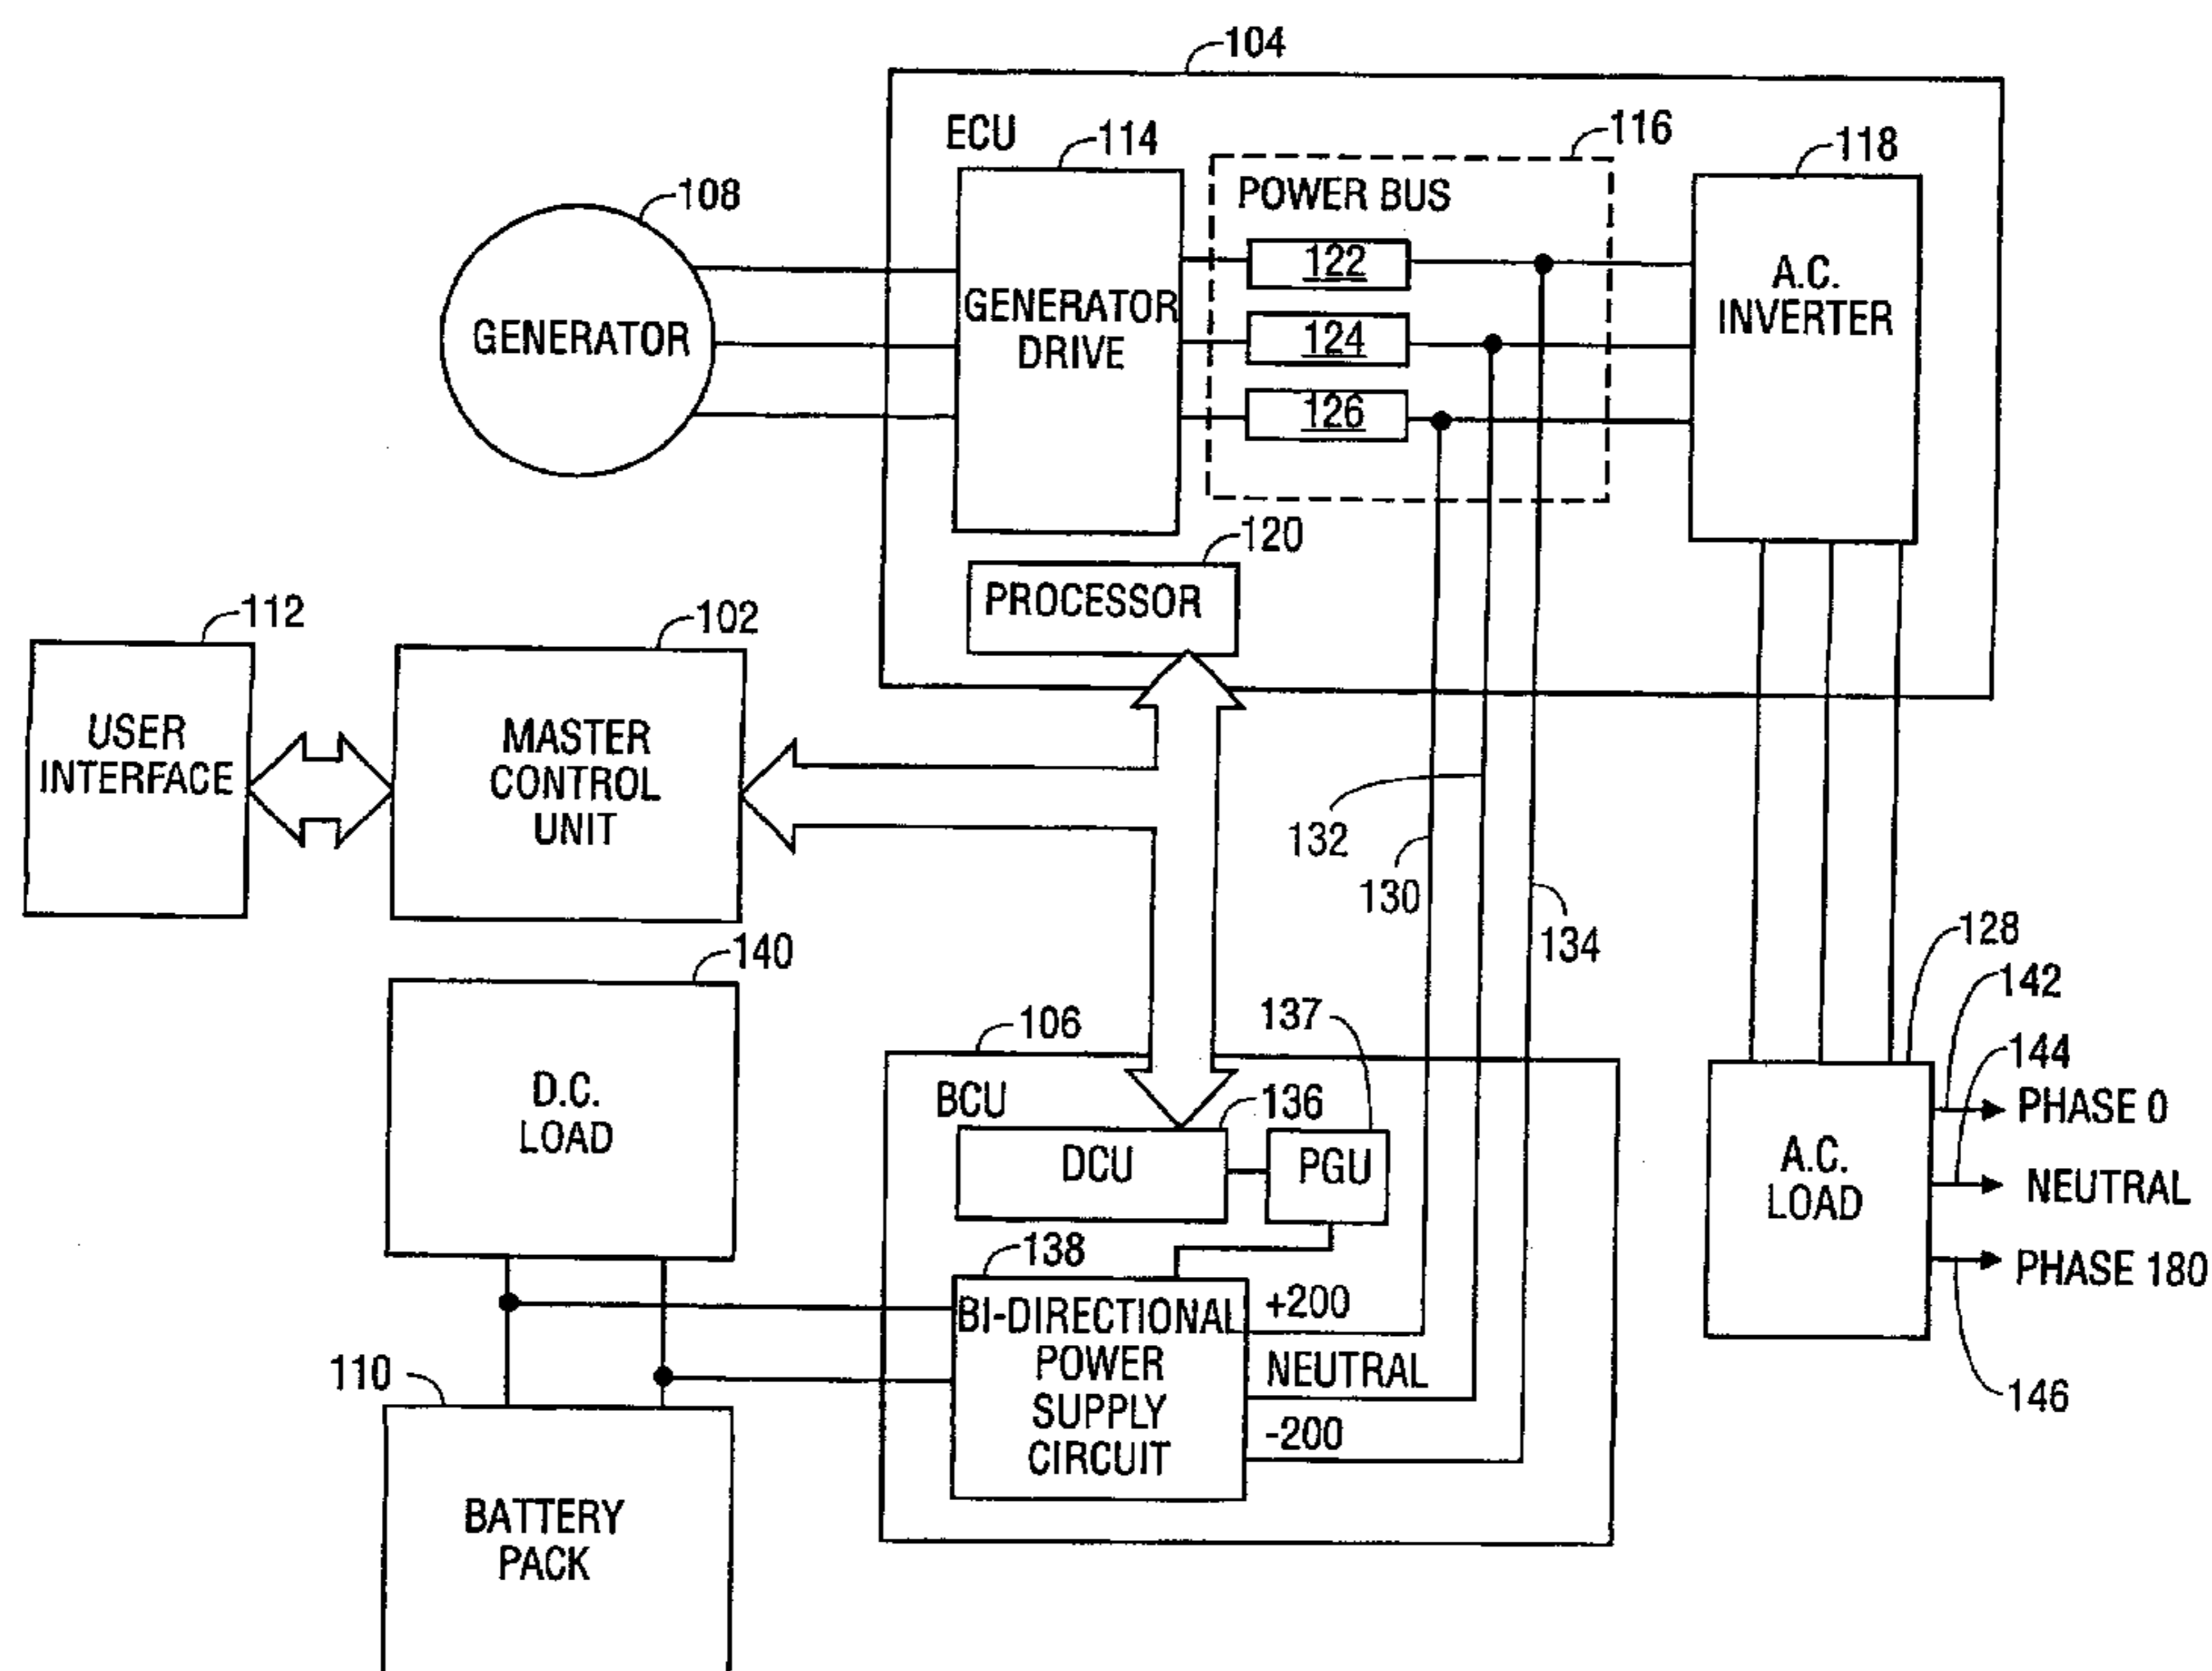 104
ECU
114
116
118
108
POWER BUS
122
A.C.
INVERTER
GENERATOR
GENERATOR
DRIVE
124
126
120
PROCESSOR
112
102
USER
INTERFACE
MASTER
CONTROL
UNIT
132
130
134
140
128
142
106
137
144
D.C.
LOAD
BCU
136
PHASE 0
DCU
PGU
A.C.
LOAD
NEUTRAL
138
PHASE 180
BI-DIRECTIONAL
POWER
SUPPLY
CIRCUIT
+200
NEUTRAL
-200
110
146
BATTERY
PACK